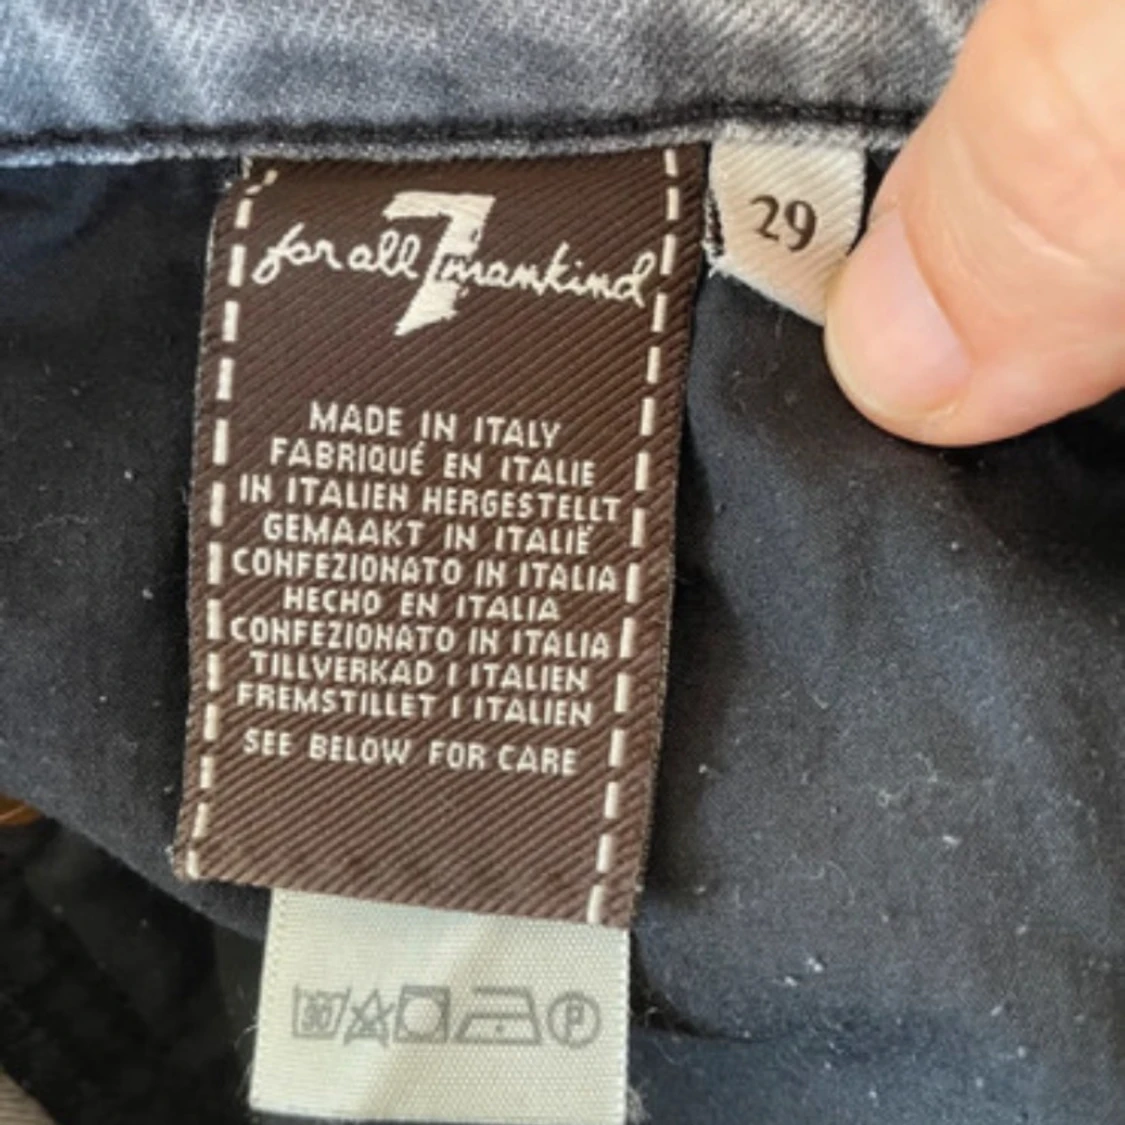 for all 7 mankind
29
MADE IN ITALY
FABRIQUÉ EN ITALIE
IN ITALIEN HERGESTELLT
GEMAAKT IN ITALIË
CONFEZIONATO IN ITALIA
HECHO EN ITALIA
CONFEZIONATO IN ITALIA
TILLVERKAD I ITALIEN
FREMSTILLET I ITALIEN
SEE BELOW FOR CARE
30 P